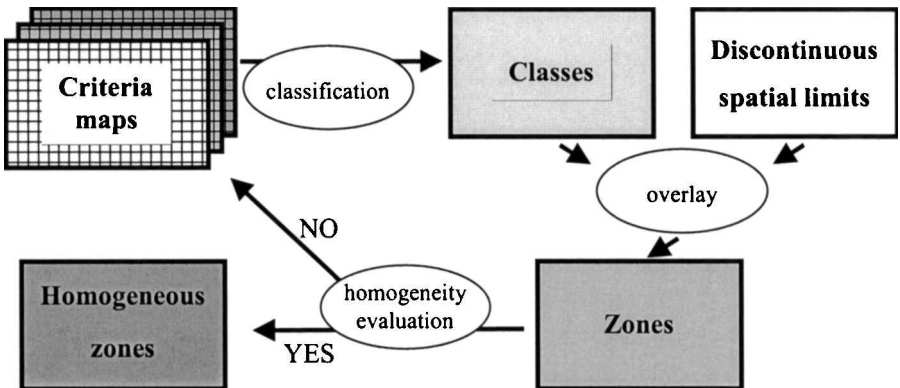 Criteria
maps
classification
Classes
Discontinuous
spatial limits
overlay
NO
Homogeneous
zones
homogeneity
evaluation
YES
Zones